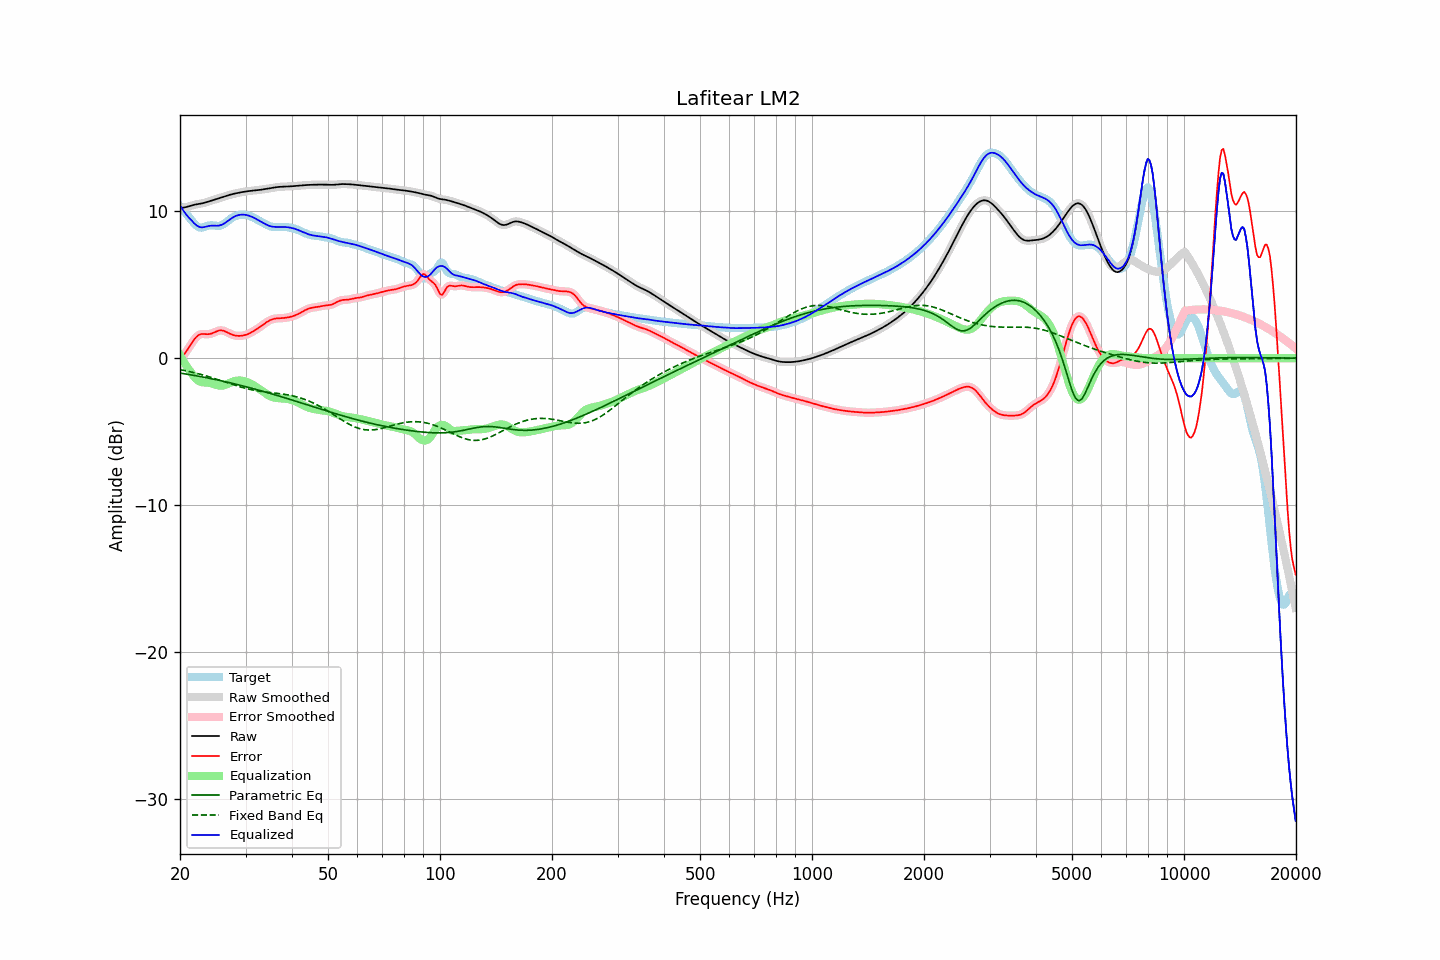 Lafitear LM2
Amplitude (dBr)
10
0
−10
−20
−30
Target
Raw Smoothed
Error Smoothed
Raw
Error
Equalization
Parametric Eq
Fixed Band Eq
Equalized
20 50 100 200 500 1000 2000 5000 10000 20000
Frequency (Hz)